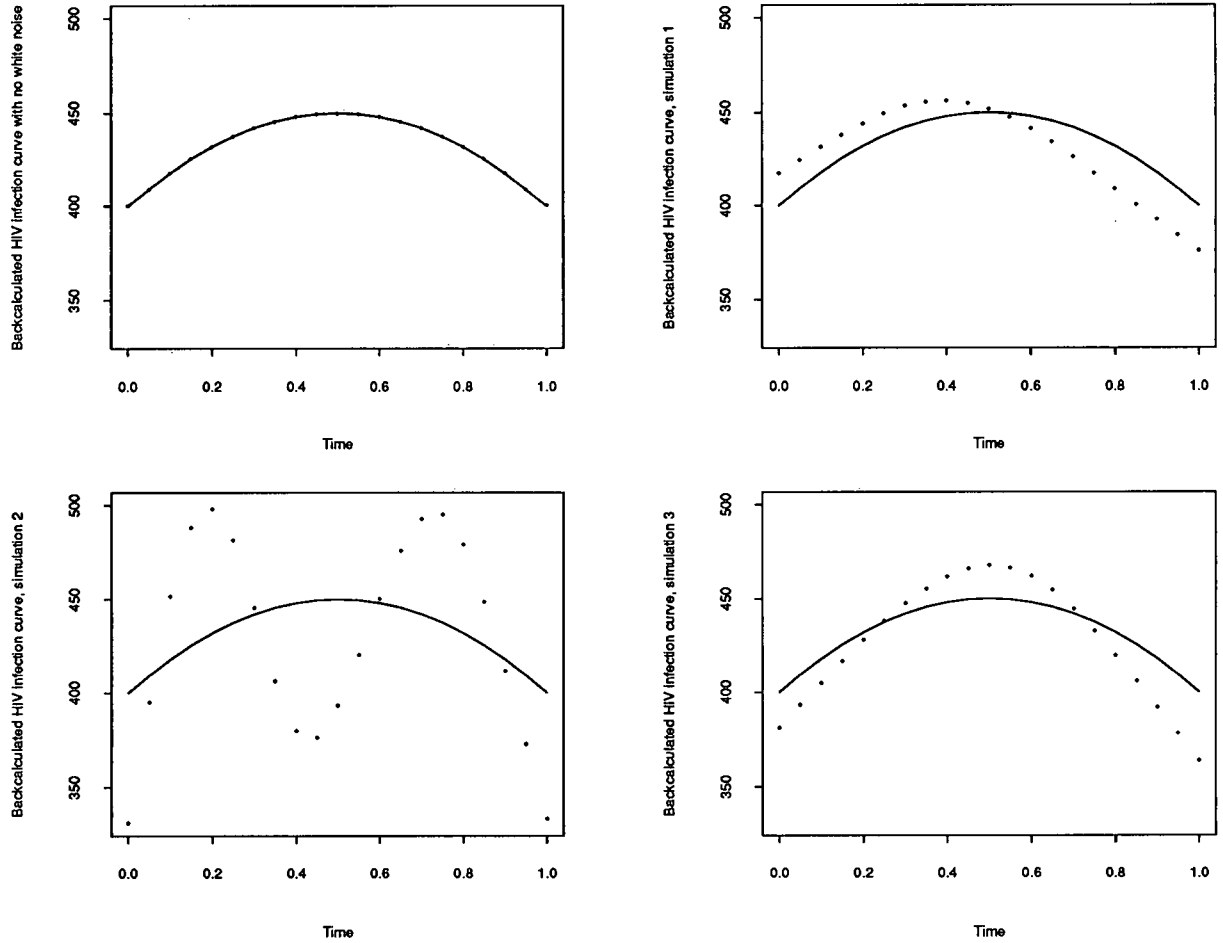 Backcalculated HIV infection curve with no white noise
500
450
400
350
0.0 0.2 0.4 0.6 0.8 1.0
Time
Backcalculated HIV infection curve, simulation 1
500
450
400
350
0.0 0.2 0.4 0.6 0.8 1.0
Time
Backcalculated HIV infection curve, simulation 2
500
450
400
350
0.0 0.2 0.4 0.6 0.8 1.0
Time
Backcalculated HIV infection curve, simulation 3
500
450
400
350
0.0 0.2 0.4 0.6 0.8 1.0
Time